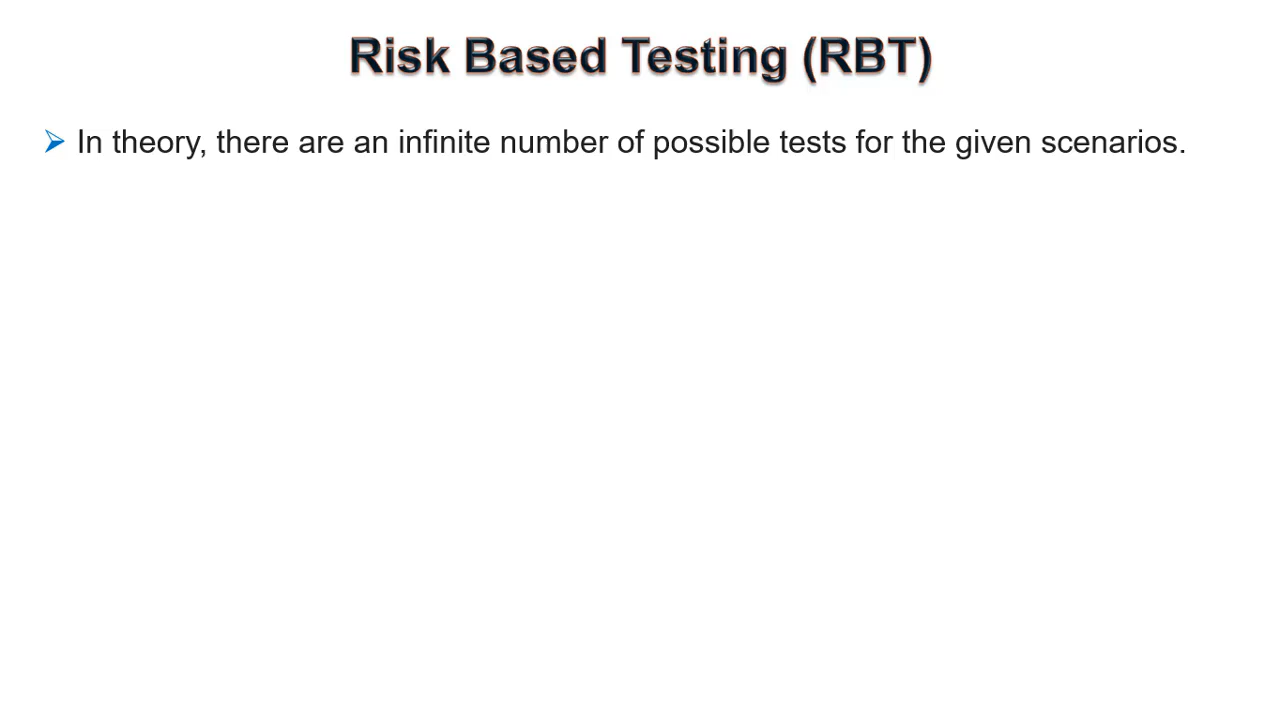 Risk Based Testing (RBT)
In theory, there are an infinite number of possible tests for the given scenarios.